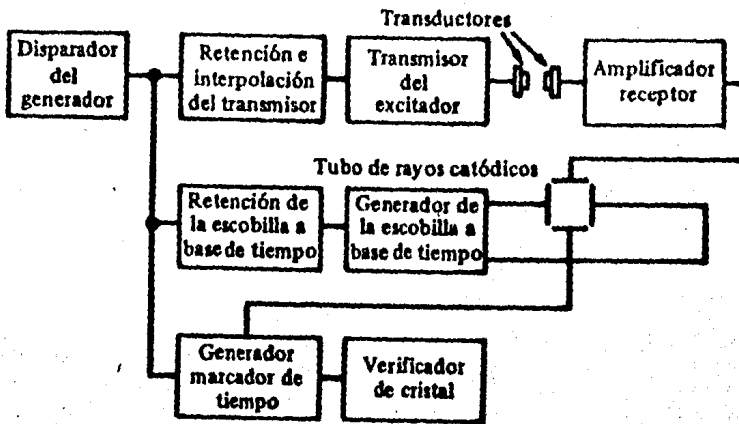 Transductores
Disparador
del
generador
Retención e
interpolación
del transmisor
Transmisor
del
excitador
Amplificador
receptor
Tubo de rayos catódicos
Retención de
la escobilla a
base de tiempo
Generador de
la escobilla a
base de tiempo
Generador
marcador de
tiempo
Verificador
de cristal